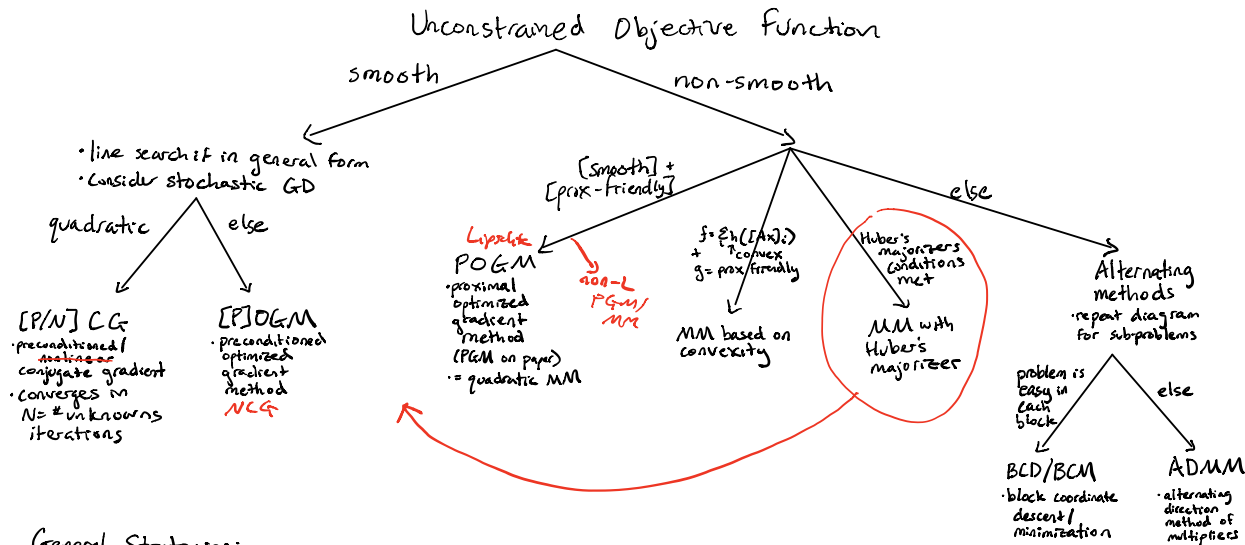 Unconstrained Objective Function
smooth
non-smooth
· line search if in general form
· Consider stochastic GD
quadratic
else
[P/N] CG
· preconditioned/
nonlinear
conjugate gradient
· converges in
N = # unknowns
iterations
[P]OGM
· preconditioned
optimized
gradient
method
NCG
[smooth] +
[prox-friendly]
Lipschitz
POGM
· proximal
optimized
gradient
method
(PGM on paper)
· = quadratic MM
non-L
PGM/
MM
f = Σ h([Ax]i)
i
convex
+
g = prox friendly
MM based on
convexity
Huber's
majorizers
conditions
met
MM with
Huber's
majorizer
else
Alternating
methods
· repeat diagram
for subproblems
problem is
easy in
each
block
else
BCD/BCM
· block coordinate
descent/
minimization
ADMM
· alternating
direction
method of
multipliers
General